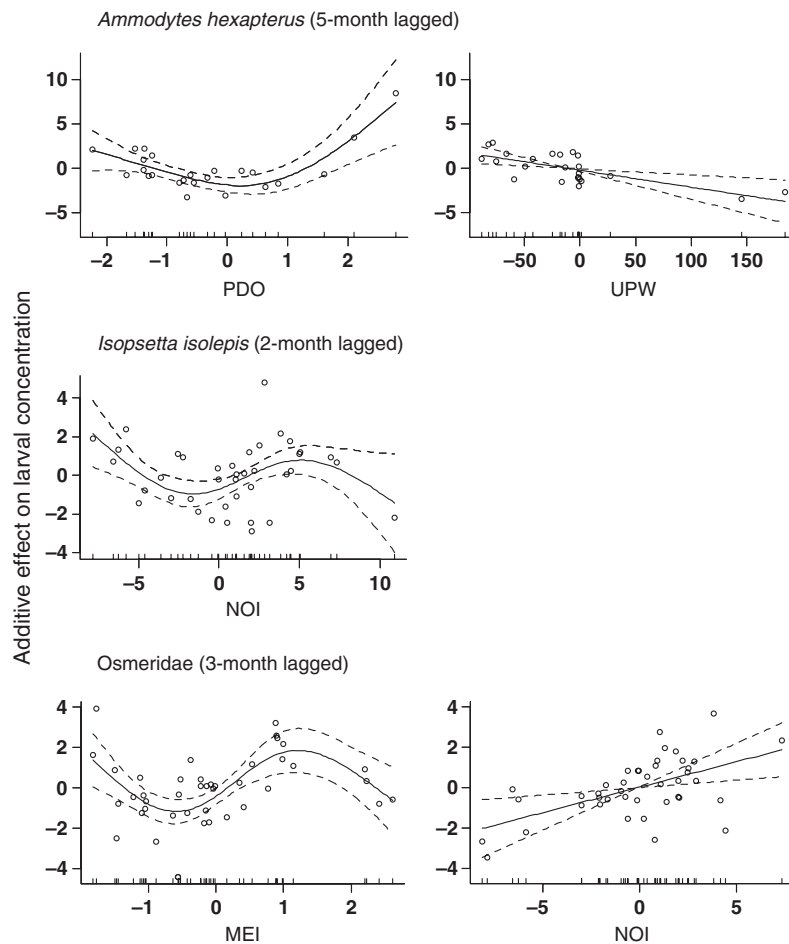 Ammodytes hexapterus (5-month lagged)
10
5
0
−5
−2 −1 0 1 2
PDO
10
5
0
−5
−50 0 50 100 150
UPW
Additive effect on larval concentration
Isopsetta isolepis (2-month lagged)
4
2
0
−2
−4
−5 0 5 10
NOI
Osmeridae (3-month lagged)
4
2
0
−2
−4
−1 0 1 2
MEI
4
2
0
−2
−4
−5 0 5
NOI